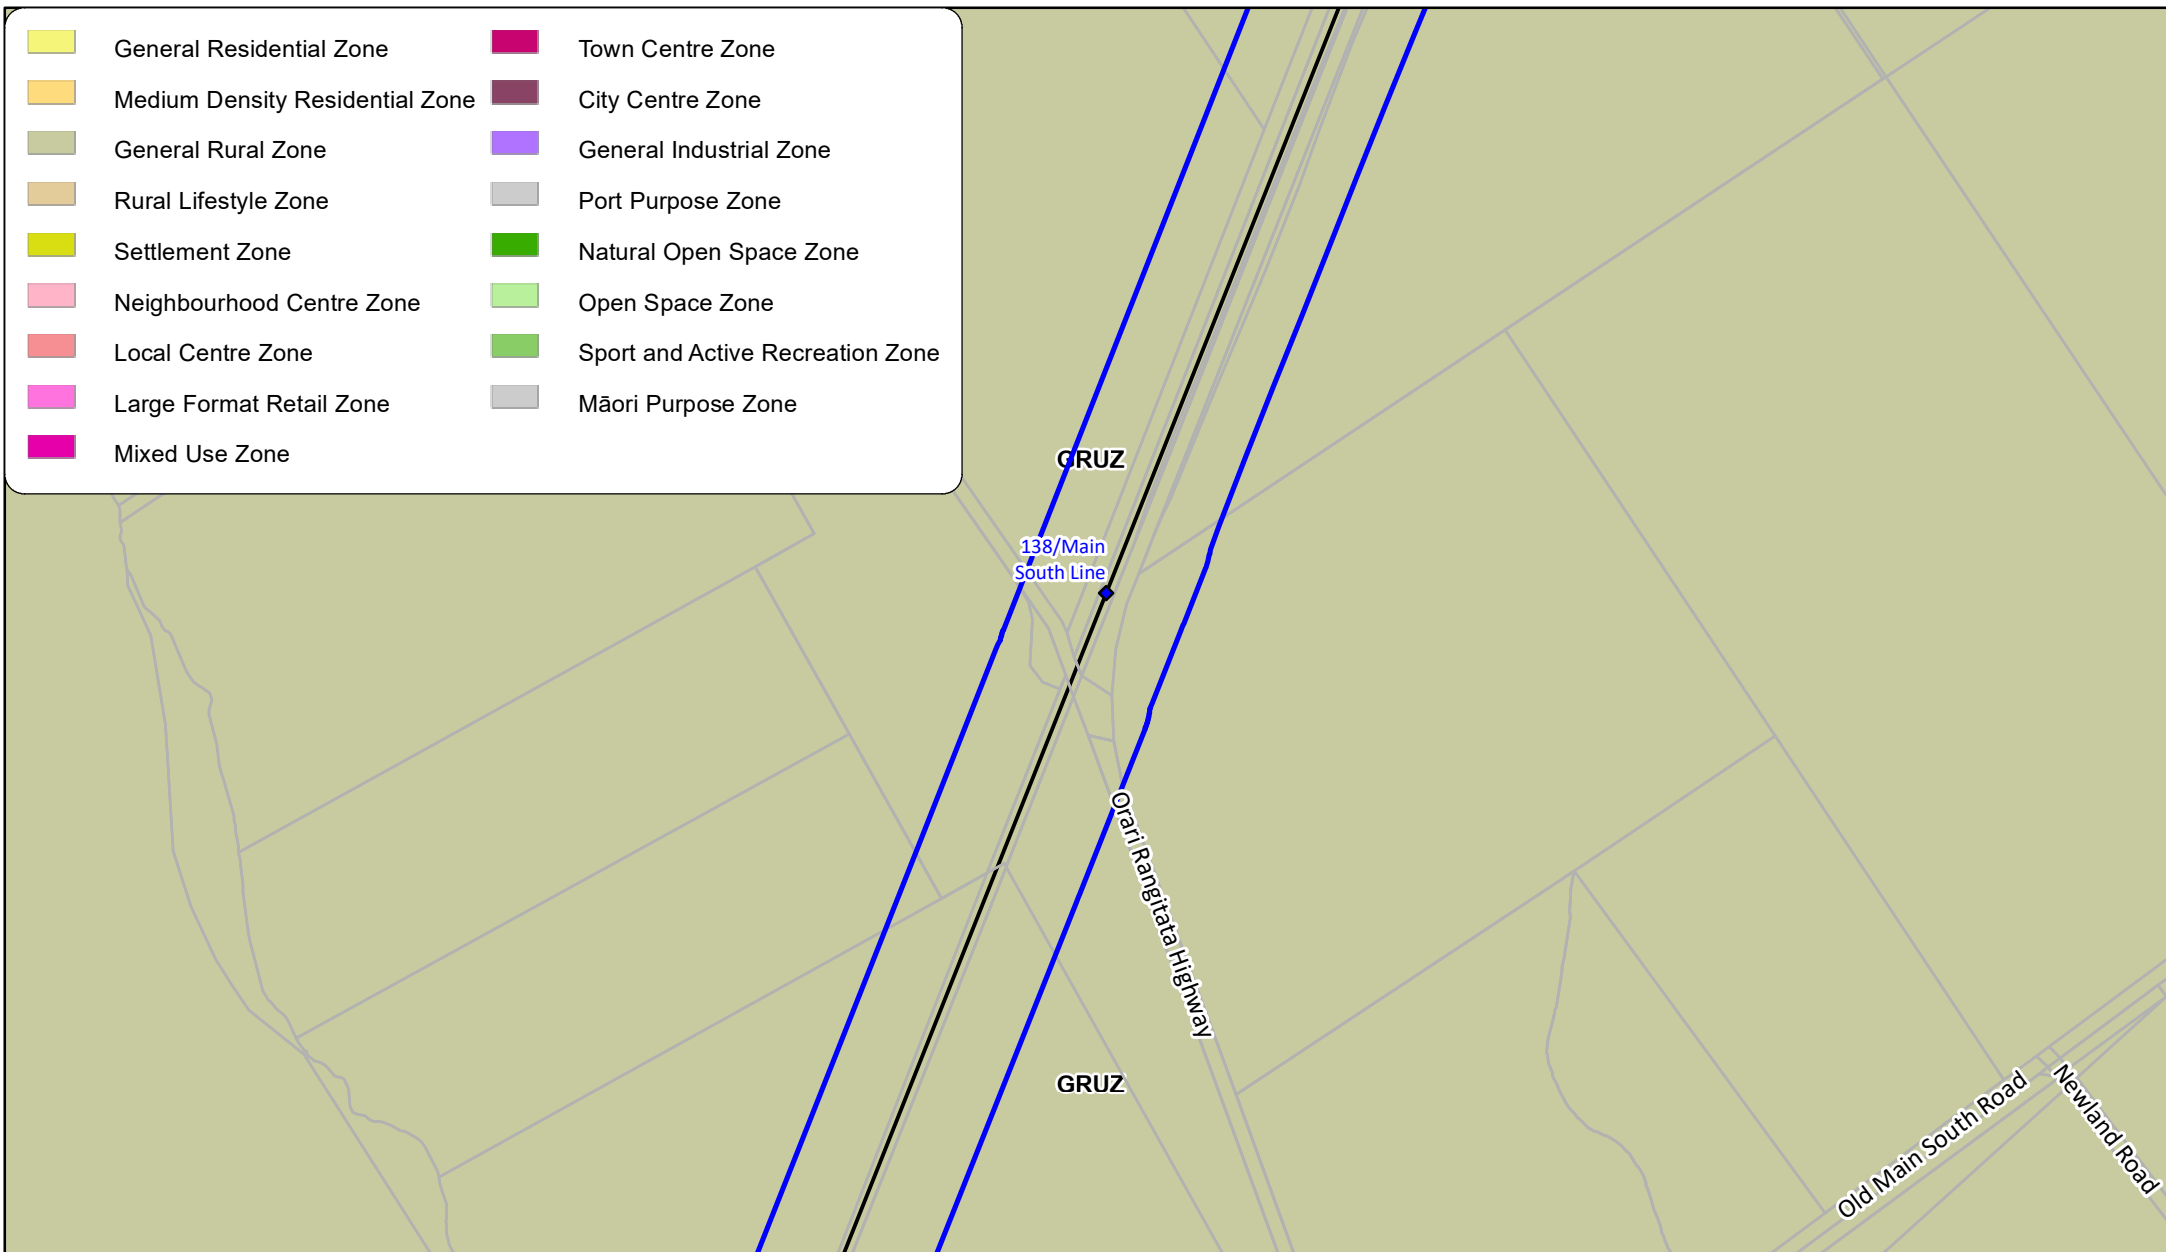 General Residential Zone
Medium Density Residential Zone
General Rural Zone
Rural Lifestyle Zone
Settlement Zone
Neighbourhood Centre Zone
Local Centre Zone
Large Format Retail Zone
Mixed Use Zone
Town Centre Zone
City Centre Zone
General Industrial Zone
Port Purpose Zone
Natural Open Space Zone
Open Space Zone
Sport and Active Recreation Zone
Māori Purpose Zone
GRUZ
138/Main
South Line
Orari Rangitata Highway
GRUZ
Old Main South Road
Newland Road